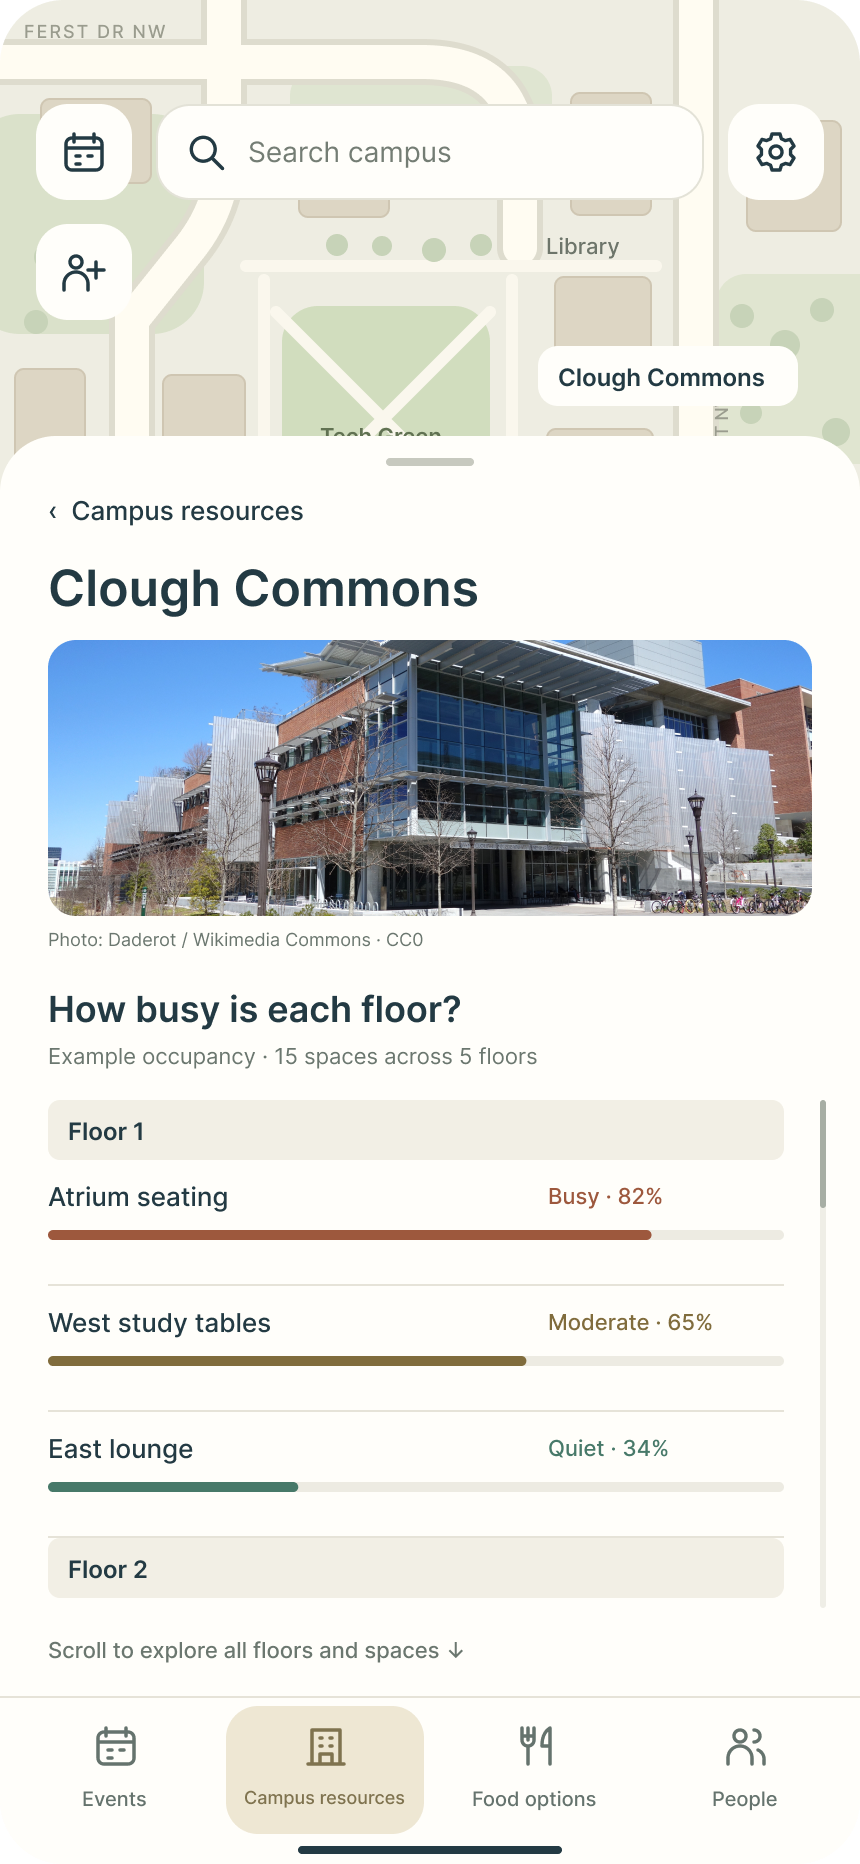 FERST DR NW
Search campus
Library
Clough Commons
Tech Green
‹ Campus resources
Clough Commons
Photo: Daderot / Wikimedia Commons · CC0
How busy is each floor?
Example occupancy · 15 spaces across 5 floors
Floor 1
Atrium seating Busy · 82%
West study tables Moderate · 65%
East lounge Quiet · 34%
Floor 2
Scroll to explore all floors and spaces ↓
Events
Campus resources
Food options
People